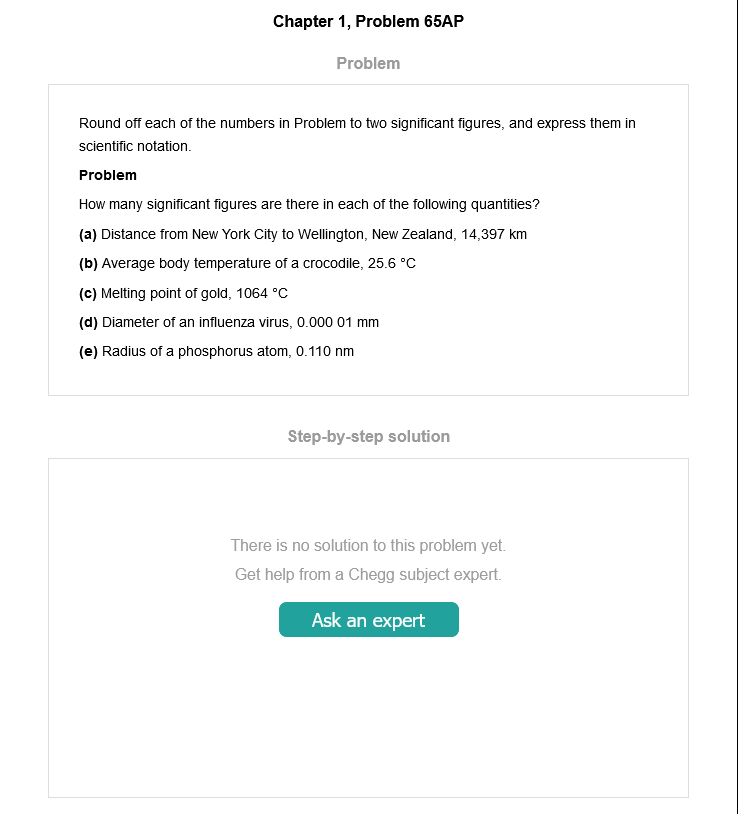 Chapter 1, Problem 65AP
Problem
Round off each of the numbers in Problem to two significant figures, and express them in
scientific notation.
Problem
How many significant figures are there in each of the following quantities?
(a) Distance from New York City to Wellington, New Zealand, 14,397 km
(b) Average body temperature of a crocodile, 25.6 °C
(c) Melting point of gold, 1064 °C
(d) Diameter of an influenza virus, 0.000 01 mm
(e) Radius of a phosphorus atom, 0.110 nm
Step-by-step solution
There is no solution to this problem yet.
Get help from a Chegg subject expert.
Ask an expert